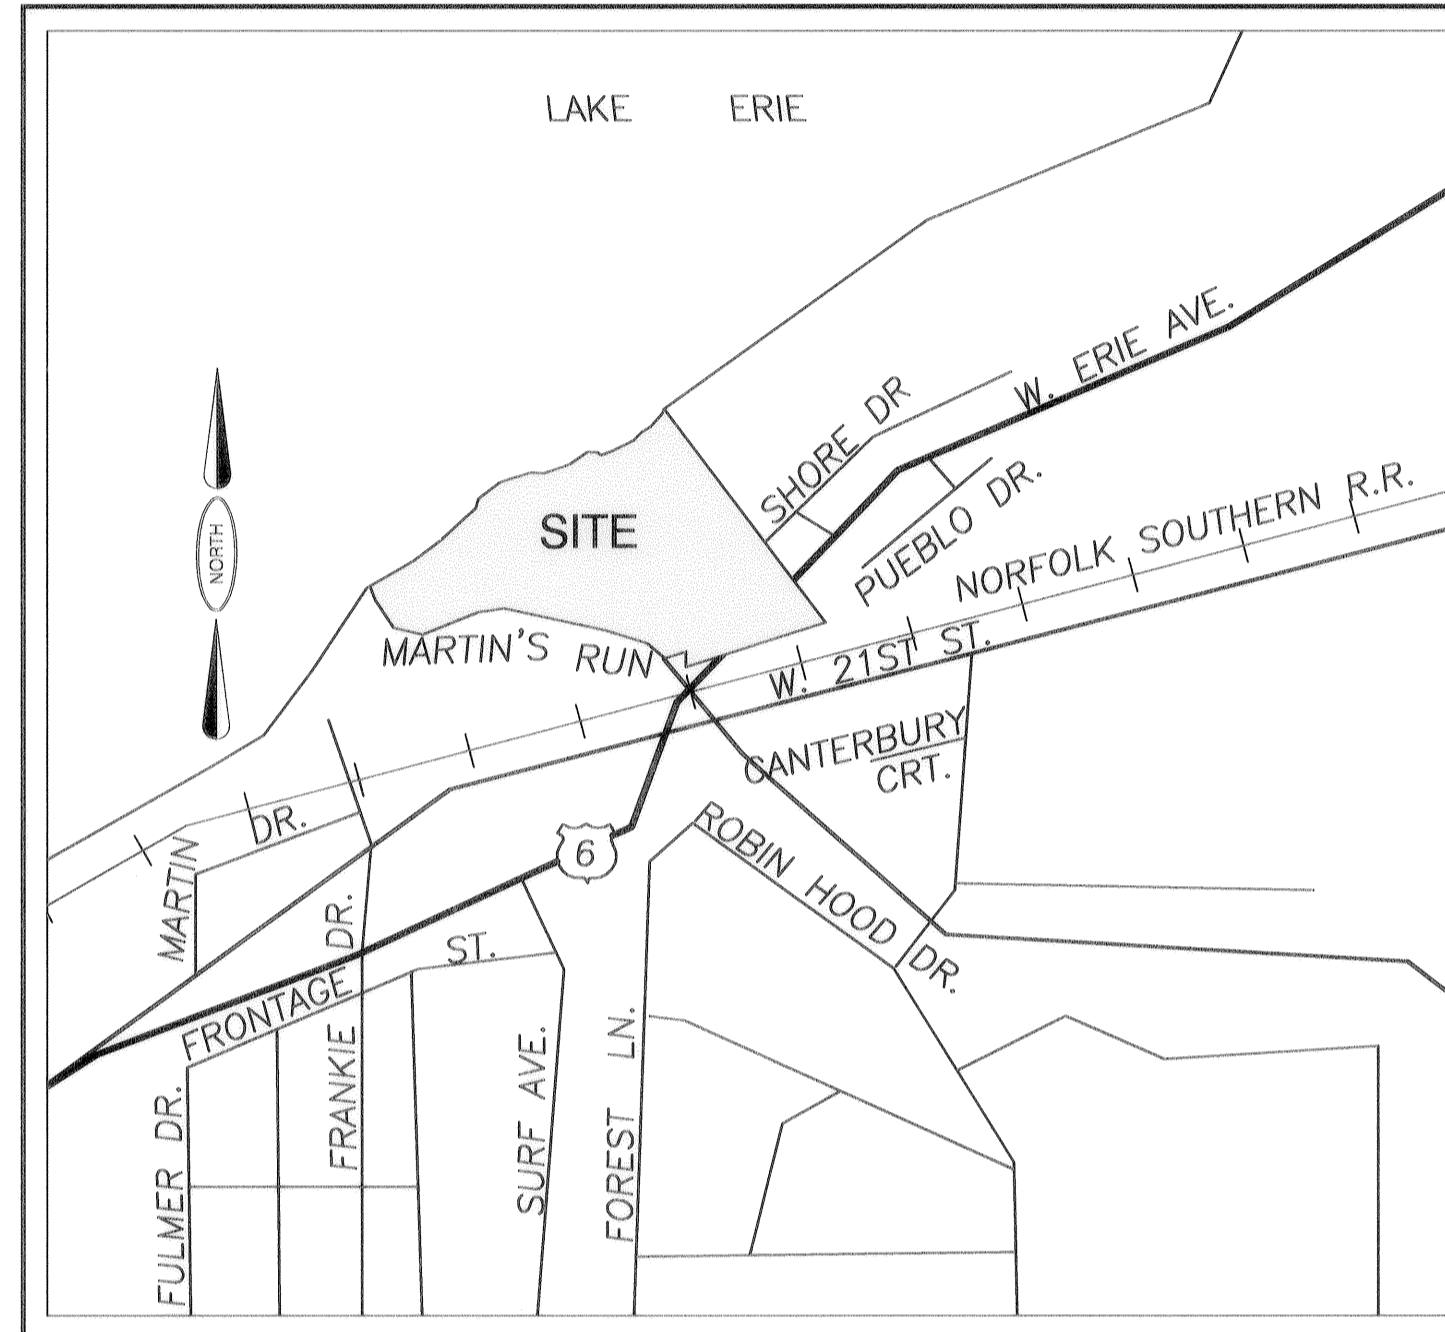 LAKE ERIE
W. ERIE AVE.
SHORE DR
PUEBLO DR.
NORFOLK SOUTHERN R.R.
SITE
NORTH
MARTIN'S RUN
W. 21ST ST.
CANTERBURY
CRT.
MARTIN DR.
6
ROBIN HOOD DR.
FRONTAGE ST.
FRANKIE DR.
FULMER DR.
SURF AVE.
FOREST LN.